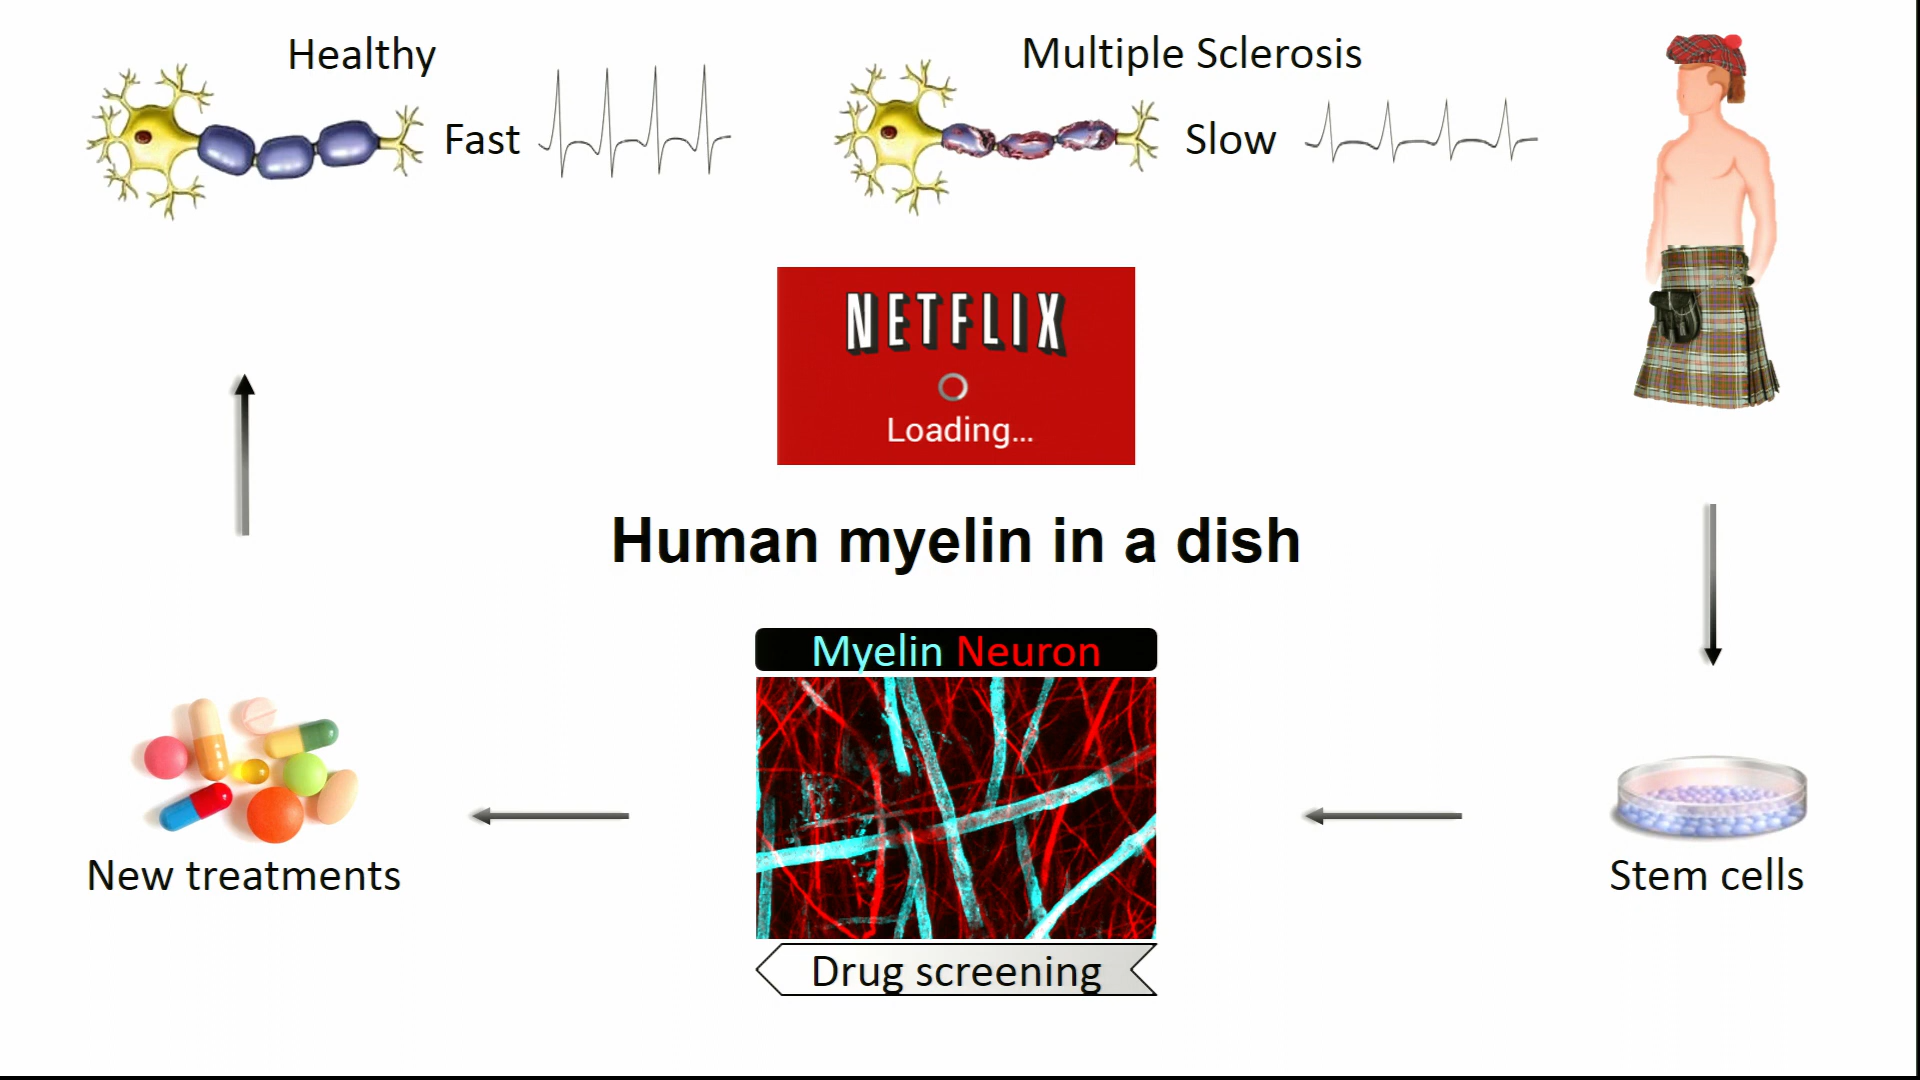 Healthy
Fast
Multiple Sclerosis
Slow
NETFLIX
Loading...
Human myelin in a dish
Myelin Neuron
Drug screening
New treatments
Stem cells